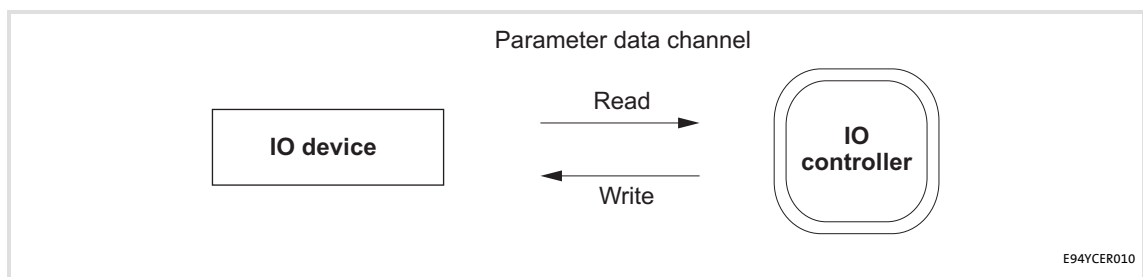 Parameter data channel
Read
IO device
IO
controller
Write
E94YCER010